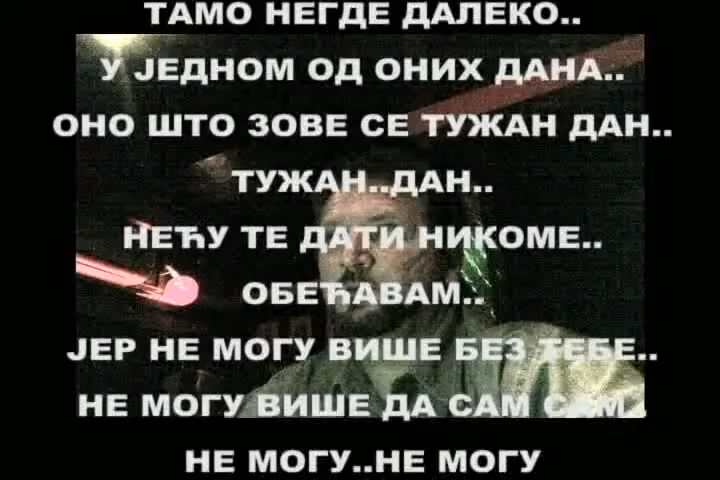 ТАМО НЕГДЕ ДАЛЕКО..
У ЈЕДНОМ ОД ОНИХ ДАНА..
ОНО ШТО ЗОВЕ СЕ ТУЖАН ДАН..
ТУЖАН..ДАН..
НЕЋУ ТЕ ДАТИ НИКОМЕ..
ОБЕЋАВАМ..
ЈЕР НЕ МОГУ ВИШЕ БЕЗ ТЕБЕ..
НЕ МОГУ ВИШЕ ДА САМ САМ..
НЕ МОГУ..НЕ МОГУ